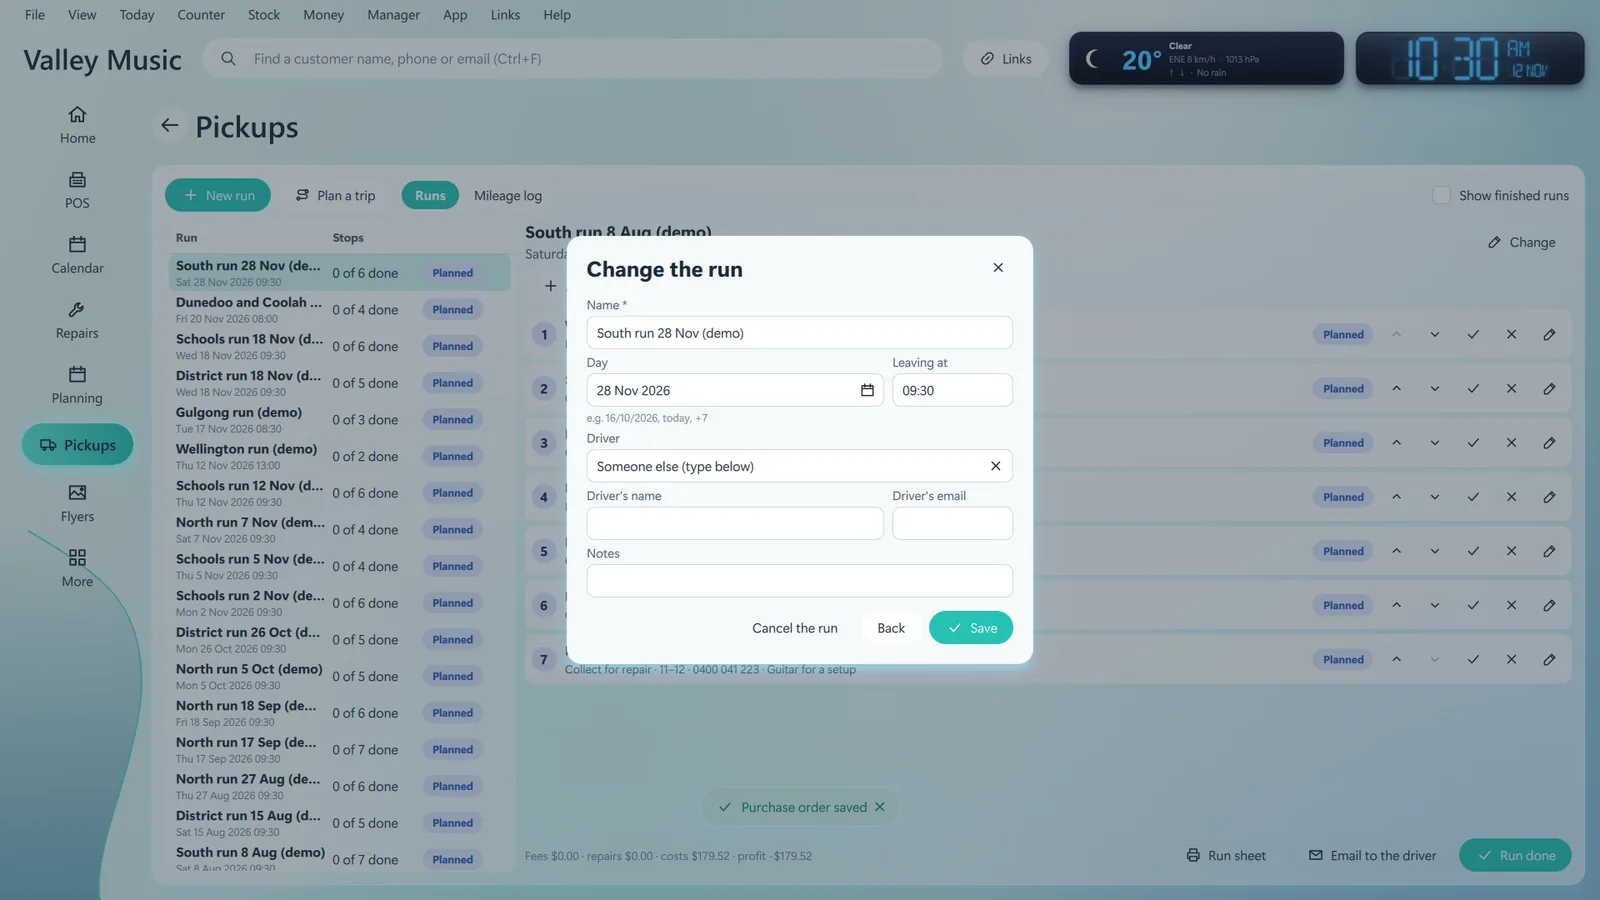 File View Today Counter Stock Money Manager App Links Help
Valley Music
Find a customer name, phone or email (Ctrl+F)
Links
20°
Clear
ENE 8 km/h · 1013 hPa
↑ ↓ · No rain
10:30 AM
12 NOV
Home
POS
Calendar
Repairs
Planning
Pickups
Flyers
More
Pickups
New run
Plan a trip
Runs
Mileage log
Show finished runs
Run Stops
South run 28 Nov (de... 0 of 6 done Planned
Sat 28 Nov 2026 09:30
Dunedoo and Coolah ... 0 of 4 done Planned
Fri 20 Nov 2026 08:00
Schools run 18 Nov (d... 0 of 6 done Planned
Wed 18 Nov 2026 09:30
District run 18 Nov (d... 0 of 5 done Planned
Wed 18 Nov 2026 09:30
Gulgong run (demo) 0 of 3 done Planned
Tue 17 Nov 2026 08:30
Wellington run (demo) 0 of 2 done Planned
Thu 12 Nov 2026 13:00
Schools run 12 Nov (d... 0 of 6 done Planned
Thu 12 Nov 2026 09:30
North run 7 Nov (dem... 0 of 4 done Planned
Sat 7 Nov 2026 09:30
Schools run 5 Nov (de... 0 of 4 done Planned
Thu 5 Nov 2026 09:30
Schools run 2 Nov (de... 0 of 6 done Planned
Mon 2 Nov 2026 09:30
District run 26 Oct (d... 0 of 5 done Planned
Mon 26 Oct 2026 09:30
North run 5 Oct (demo) 0 of 5 done Planned
Mon 5 Oct 2026 09:30
North run 18 Sep (de... 0 of 6 done Planned
Fri 18 Sep 2026 09:30
North run 17 Sep (de... 0 of 7 done Planned
Thu 17 Sep 2026 09:30
North run 27 Aug (de... 0 of 6 done Planned
Thu 27 Aug 2026 09:30
District run 15 Aug (d... 0 of 5 done Planned
Sat 15 Aug 2026 09:30
South run 8 Aug (demo) 0 of 7 done Planned
Sat 8 Aug 2026 09:30
South run 8 Aug (demo)
Change
1 Planned
2 Planned
3 Planned
4 Planned
5 Planned
6 Planned
7 Planned
Collect for repair · 11–12 · 0400 041 223 · Guitar for a setup
Change the run
Name *
South run 28 Nov (demo)
Day Leaving at
28 Nov 2026 09:30
e.g. 16/10/2026, today, +7
Driver
Someone else (type below)
Driver's name Driver's email
Notes
Cancel the run Back Save
Purchase order saved
Fees $0.00 · repairs $0.00 · costs $179.52 · profit -$179.52
Run sheet Email to the driver Run done